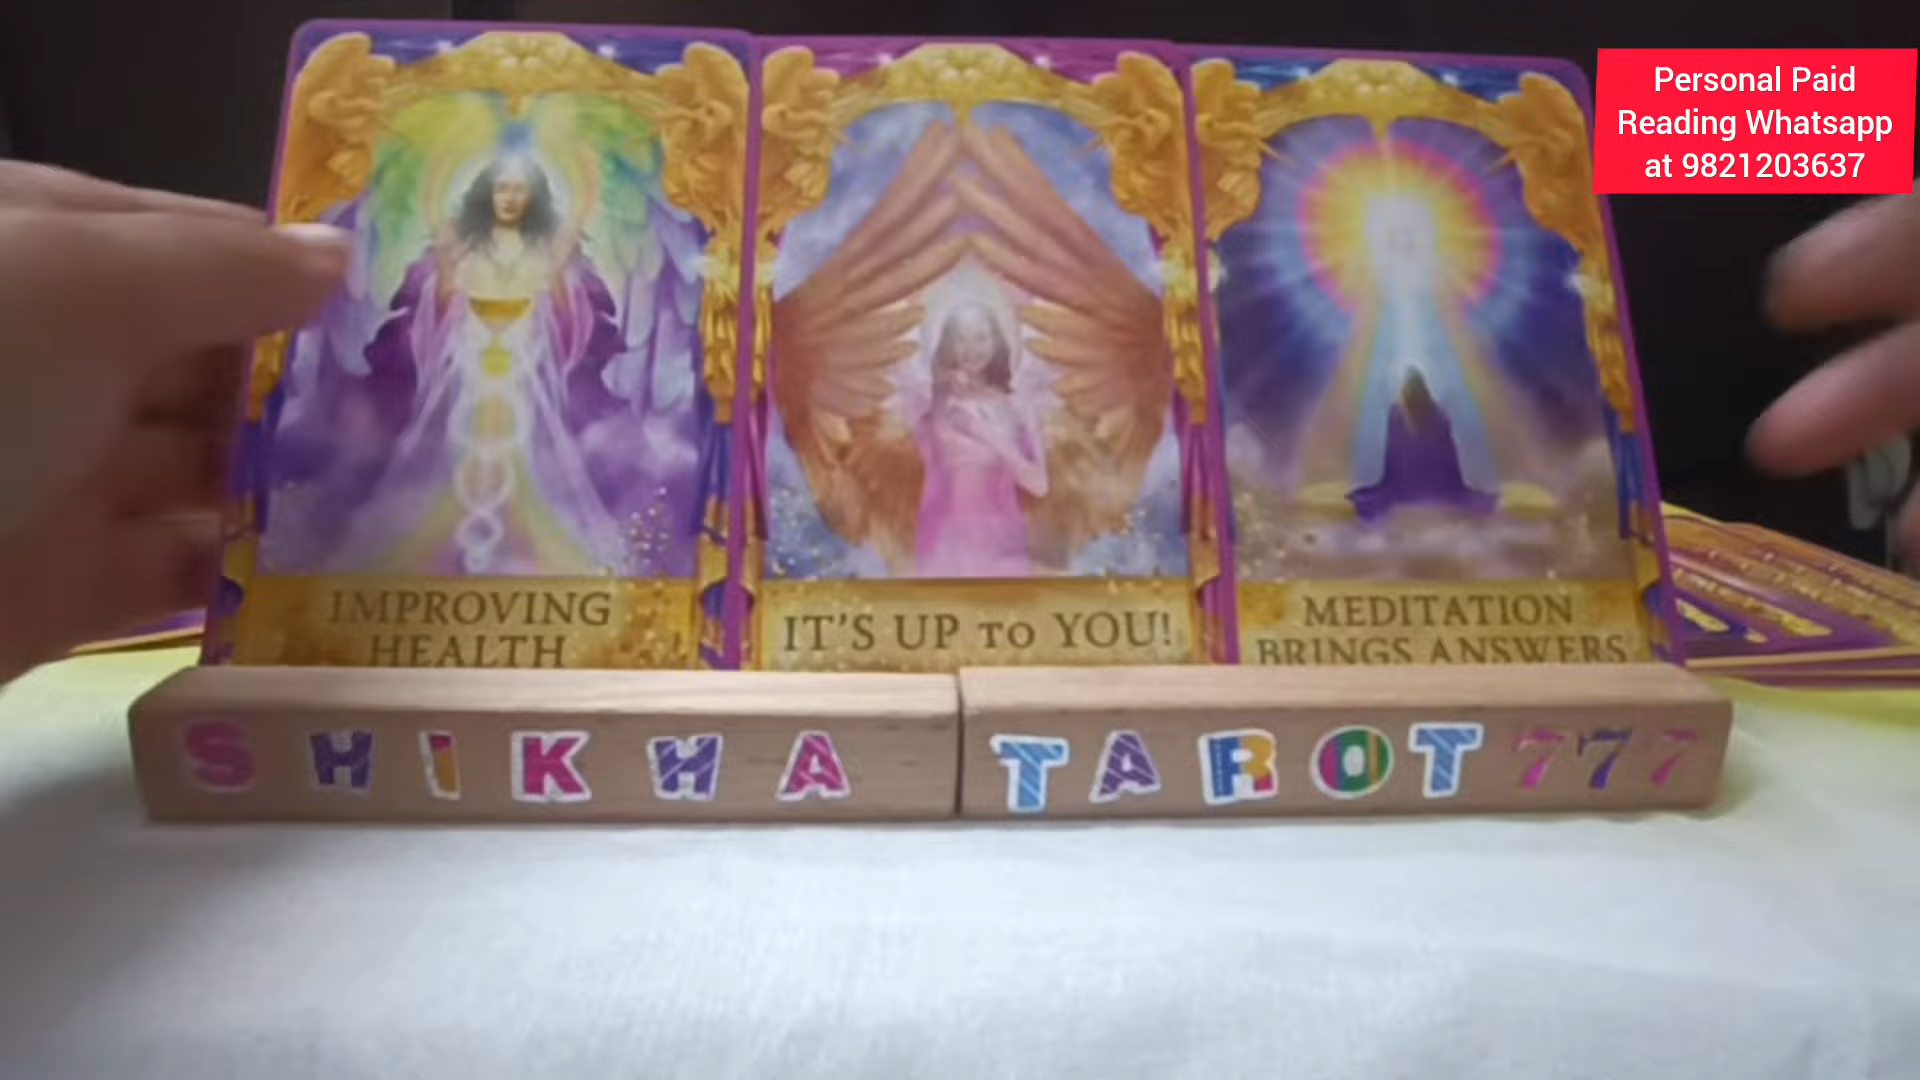 Personal Paid
Reading Whatsapp
at 9821203637
IMPROVING
HEALTH
IT'S UP TO YOU!
MEDITATION
BRINGS ANSWERS
SHIKHA TAROT 777